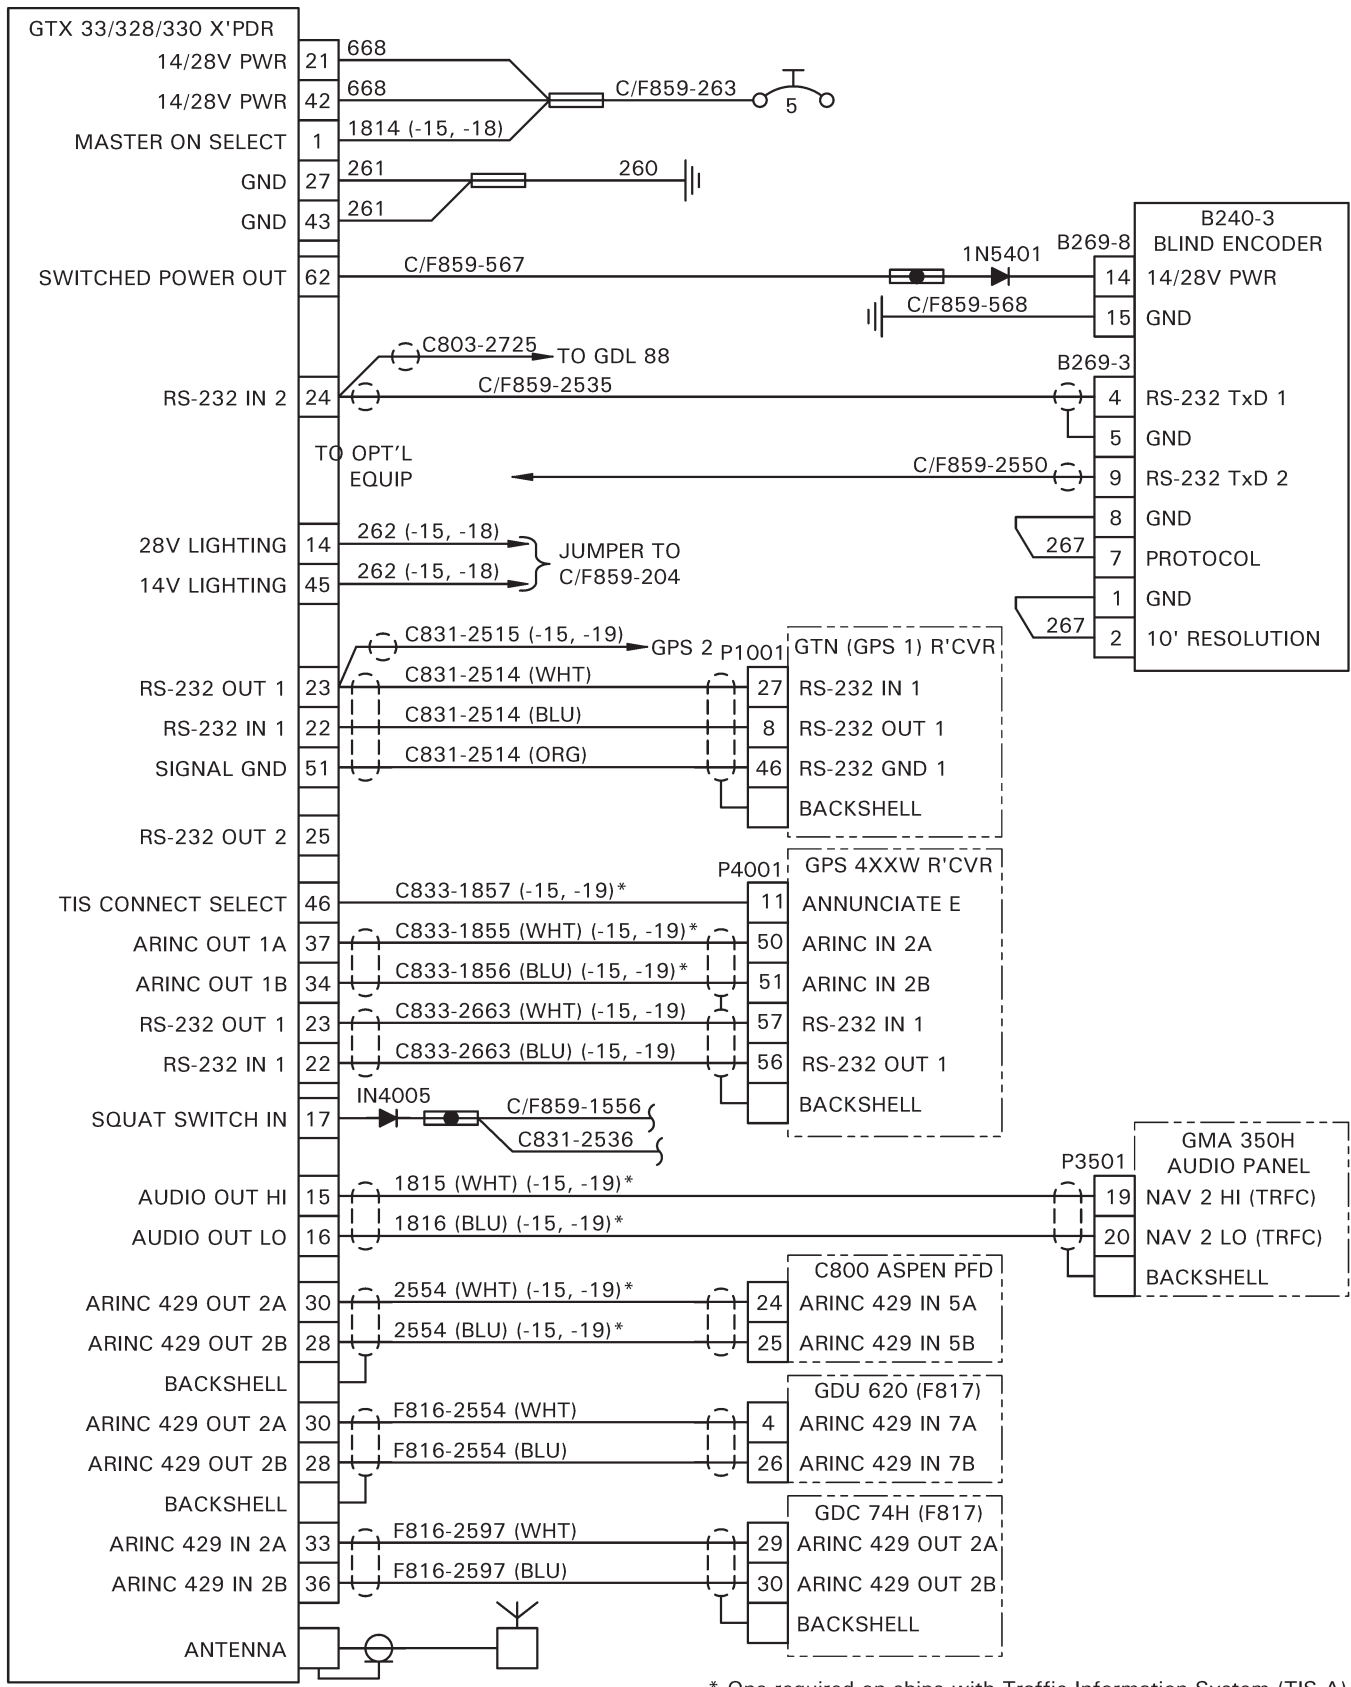 GTX 33/328/330 X'PDR
14/28V PWR 21 668
14/28V PWR 42 668 C/F859-263 5
MASTER ON SELECT 1 1814 (-15, -18)
GND 27 261 260
GND 43 261
B240-3
BLIND ENCODER
B269-8
SWITCHED POWER OUT 62 C/F859-567 1N5401 14 14/28V PWR
C/F859-568 15 GND
C803-2725 TO GDL 88
B269-3
RS-232 IN 2 24 C/F859-2535 4 RS-232 TxD 1
5 GND
TO OPT'L
EQUIP C/F859-2550 9 RS-232 TxD 2
8 GND
267 7 PROTOCOL
1 GND
267 2 10' RESOLUTION
28V LIGHTING 14 262 (-15, -18)
14V LIGHTING 45 262 (-15, -18)
JUMPER TO
C/F859-204
C831-2515 (-15, -19) GPS 2
P1001 GTN (GPS 1) R'CVR
RS-232 OUT 1 23 C831-2514 (WHT) 27 RS-232 IN 1
RS-232 IN 1 22 C831-2514 (BLU) 8 RS-232 OUT 1
SIGNAL GND 51 C831-2514 (ORG) 46 RS-232 GND 1
BACKSHELL
RS-232 OUT 2 25
P4001 GPS 4XXW R'CVR
TIS CONNECT SELECT 46 C833-1857 (-15, -19)* 11 ANNUNCIATE E
ARINC OUT 1A 37 C833-1855 (WHT) (-15, -19)* 50 ARINC IN 2A
ARINC OUT 1B 34 C833-1856 (BLU) (-15, -19)* 51 ARINC IN 2B
RS-232 OUT 1 23 C833-2663 (WHT) (-15, -19) 57 RS-232 IN 1
RS-232 IN 1 22 C833-2663 (BLU) (-15, -19) 56 RS-232 OUT 1
BACKSHELL
SQUAT SWITCH IN 17 IN4005 C/F859-1556
C831-2536
GMA 350H
AUDIO PANEL
P3501
AUDIO OUT HI 15 1815 (WHT) (-15, -19)* 19 NAV 2 HI (TRFC)
AUDIO OUT LO 16 1816 (BLU) (-15, -19)* 20 NAV 2 LO (TRFC)
BACKSHELL
C800 ASPEN PFD
ARINC 429 OUT 2A 30 2554 (WHT) (-15, -19)* 24 ARINC 429 IN 5A
ARINC 429 OUT 2B 28 2554 (BLU) (-15, -19)* 25 ARINC 429 IN 5B
BACKSHELL
GDU 620 (F817)
ARINC 429 OUT 2A 30 F816-2554 (WHT) 4 ARINC 429 IN 7A
ARINC 429 OUT 2B 28 F816-2554 (BLU) 26 ARINC 429 IN 7B
BACKSHELL
GDC 74H (F817)
ARINC 429 IN 2A 33 F816-2597 (WHT) 29 ARINC 429 OUT 2A
ARINC 429 IN 2B 36 F816-2597 (BLU) 30 ARINC 429 OUT 2B
BACKSHELL
ANTENNA
* One required on ships with Traffic Information System (TIS-A)